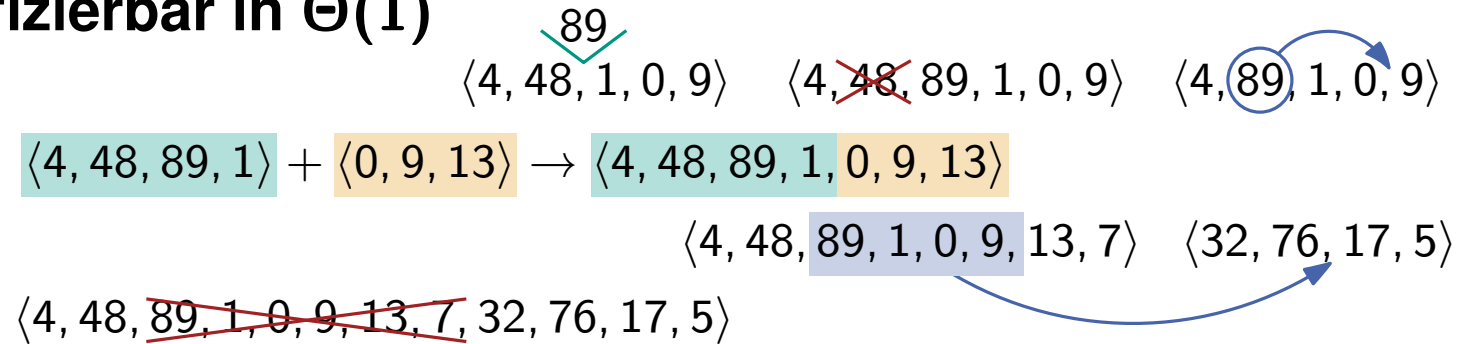 fizierbar in Θ(1)
89
⟨4, 48, 1, 0, 9⟩ ⟨4, 48, 89, 1, 0, 9⟩ ⟨4, 89, 1, 0, 9⟩
⟨4, 48, 89, 1⟩ + ⟨0, 9, 13⟩ → ⟨4, 48, 89, 1, 0, 9, 13⟩
⟨4, 48, 89, 1, 0, 9, 13, 7⟩ ⟨32, 76, 17, 5⟩
⟨4, 48, 89, 1, 0, 9, 13, 7, 32, 76, 17, 5⟩